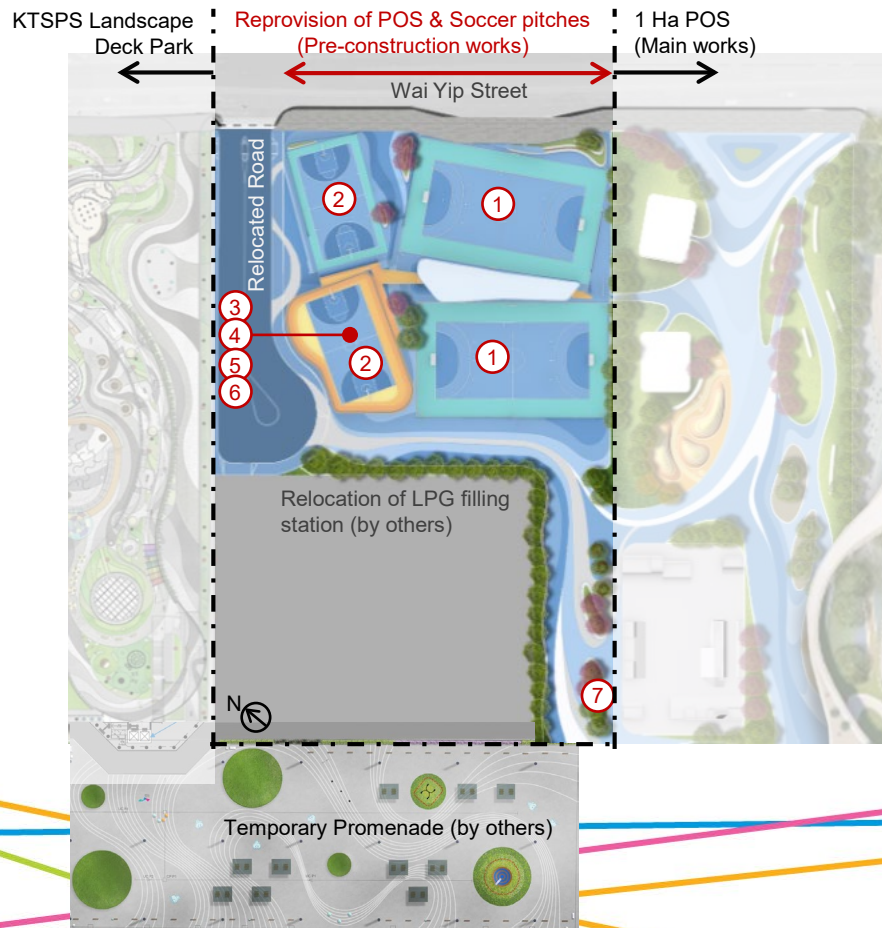 KTSPS Landscape
Deck Park
Reprovision of POS & Soccer pitches
(Pre-construction works)
1 Ha POS
(Main works)
Wai Yip Street
Relocated Road
2
1
3
4
5
6
2
1
Relocation of LPG filling
station (by others)
7
N
Temporary Promenade (by others)